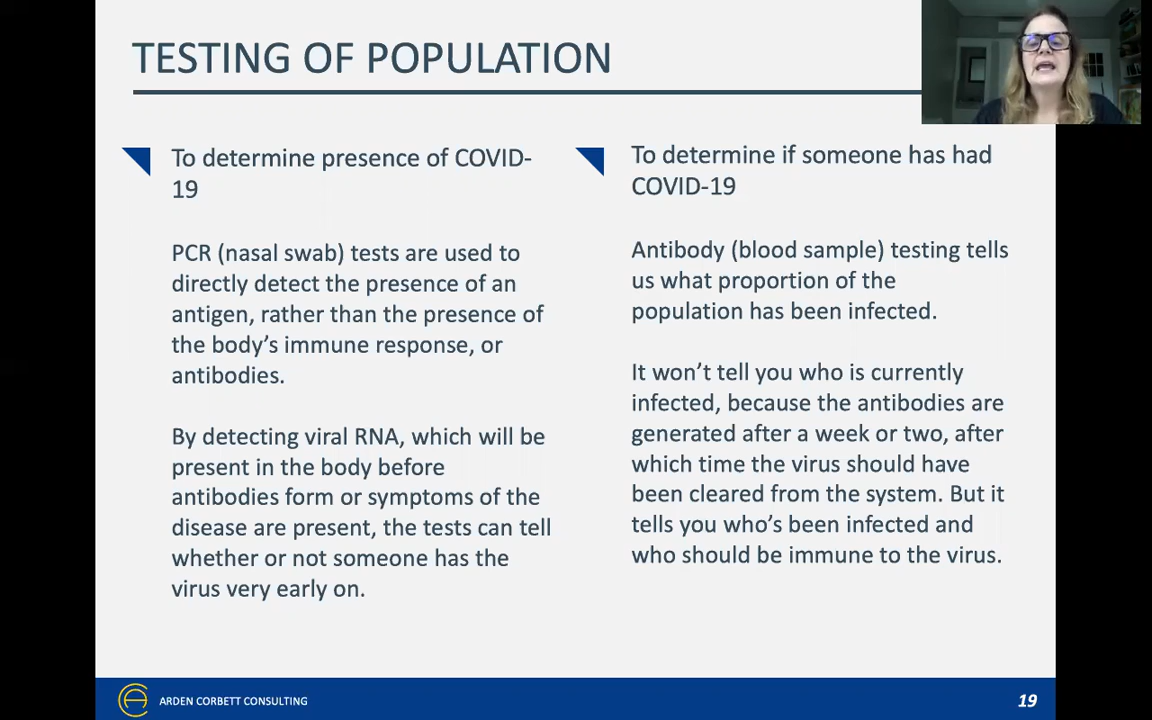 TESTING OF POPULATION
To determine presence of COVID-
19
PCR (nasal swab) tests are used to
directly detect the presence of an
antigen, rather than the presence of
the body’s immune response, or
antibodies.
By detecting viral RNA, which will be
present in the body before
antibodies form or symptoms of the
disease are present, the tests can tell
whether or not someone has the
virus very early on.
To determine if someone has had
COVID-19
Antibody (blood sample) testing tells
us what proportion of the
population has been infected.
It won’t tell you who is currently
infected, because the antibodies are
generated after a week or two, after
which time the virus should have
been cleared from the system. But it
tells you who’s been infected and
who should be immune to the virus.
ARDEN CORBETT CONSULTING
19